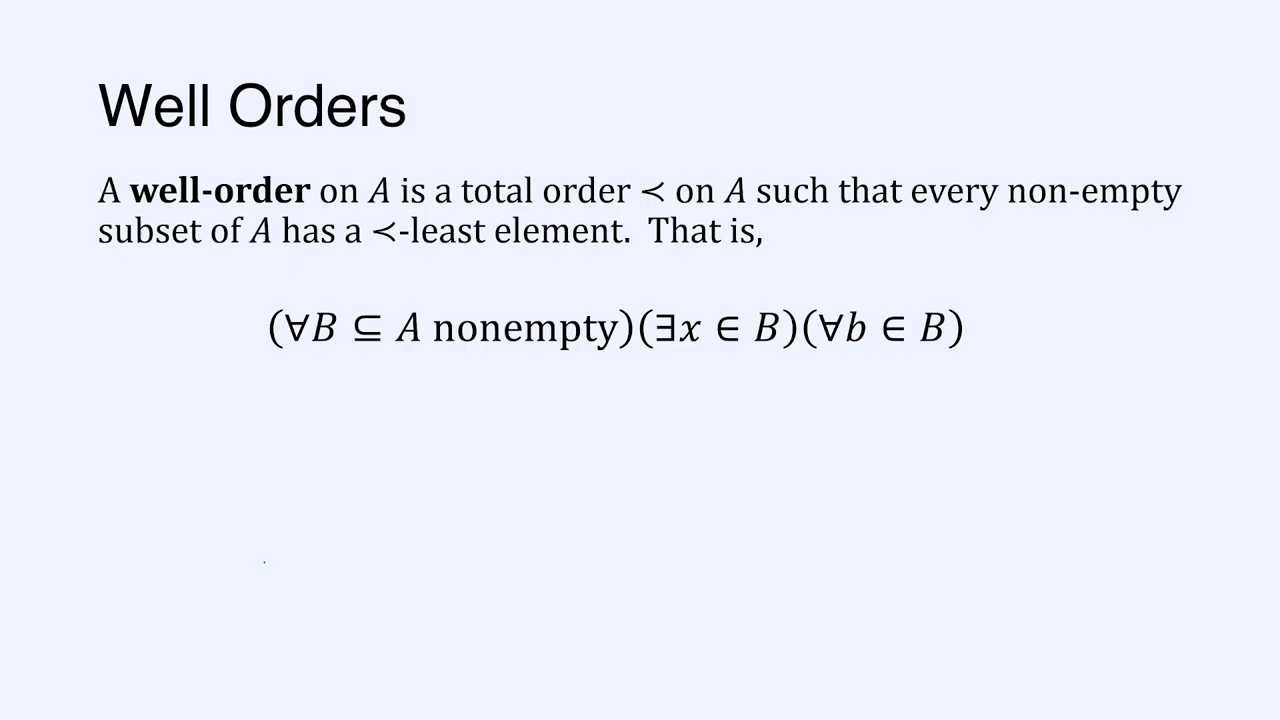 Well Orders
A well-order on A is a total order ≺ on A such that every non-empty
subset of A has a ≺-least element.  That is,
(∀B ⊆ A nonempty)(∃x ∈ B)(∀b ∈ B)